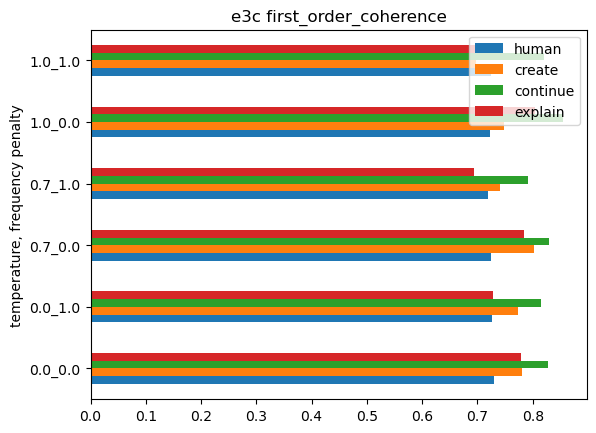 e3c first_order_coherence
temperature, frequency penalty
1.0_1.0
1.0_0.0
0.7_1.0
0.7_0.0
0.0_1.0
0.0_0.0
human
create
continue
explain
0.0 0.1 0.2 0.3 0.4 0.5 0.6 0.7 0.8